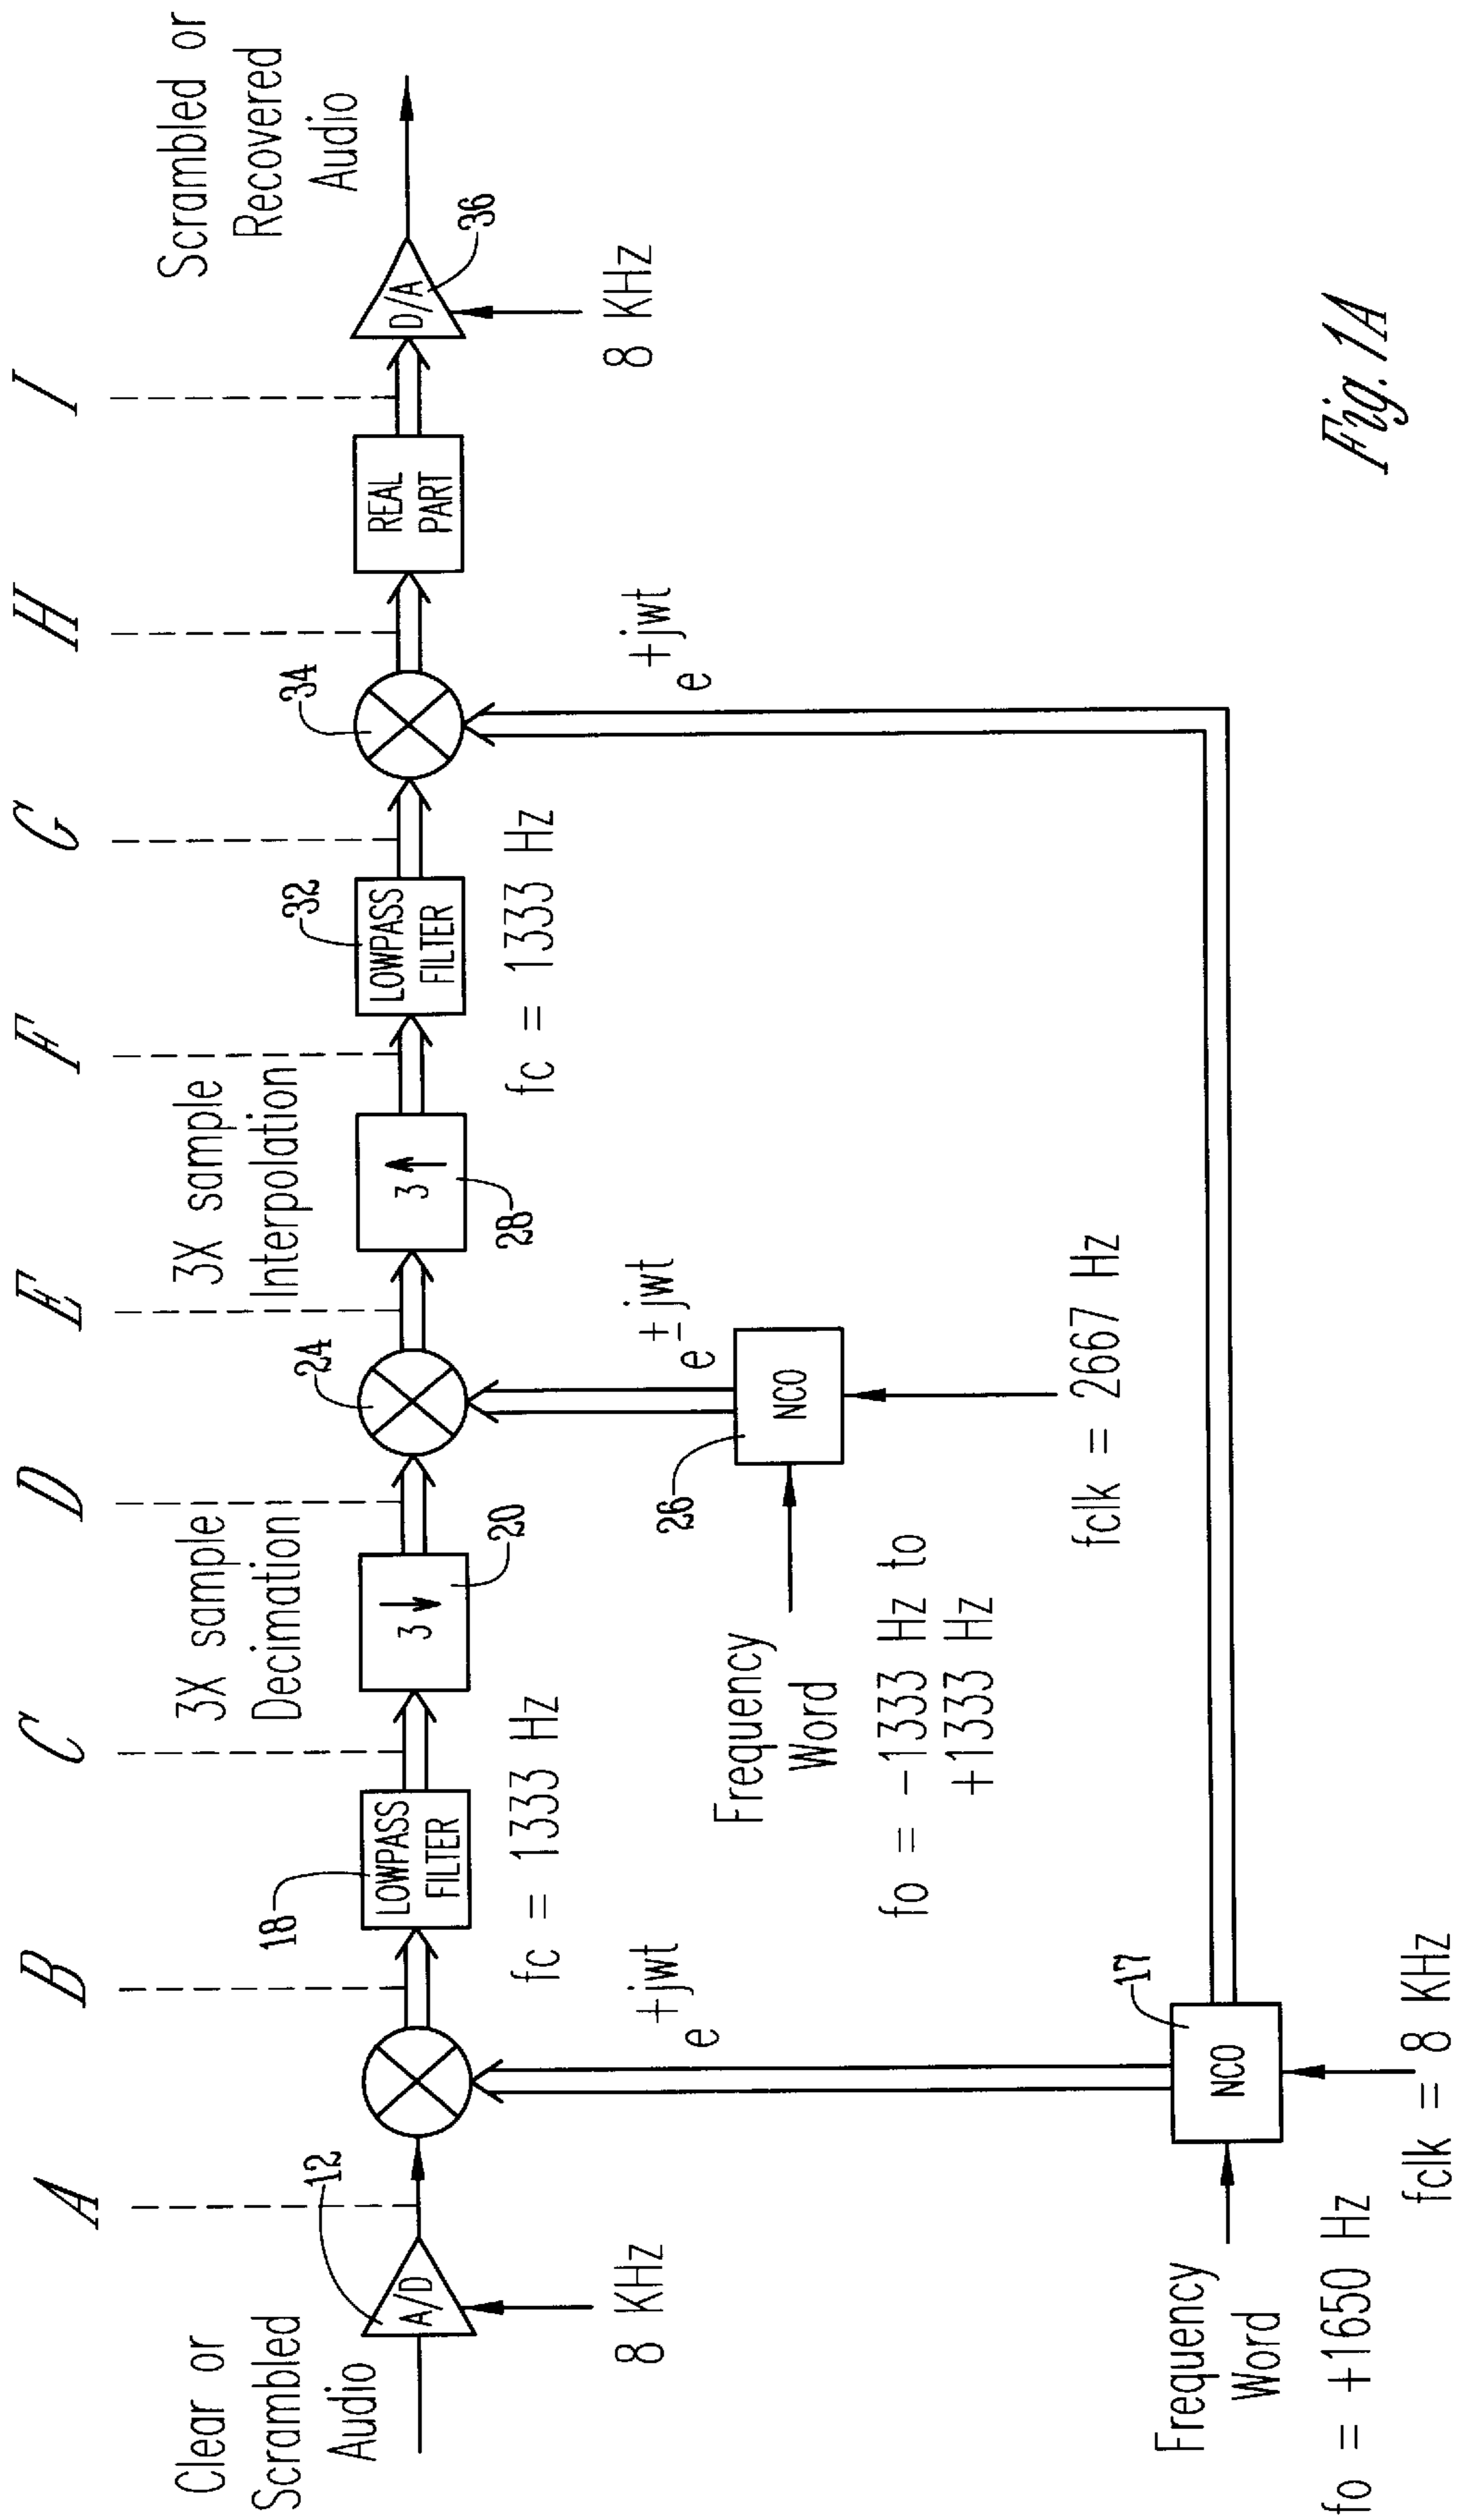 A
B
C
D
E
F
G
H
I
Clear or
Scrambled
Audio
12
A/D
8 KHz
18
LOWPASS
FILTER
fc = 1333 Hz
e +jwt
3X sample
Decimation
3
20
24
e ±jwt
26
NCO
Frequency
Word
fo = -1333 Hz to
+1333 Hz
fclk = 2667 Hz
3X sample
Interpolation
3
28
32
LOWPASS
FILTER
fc = 1333 Hz
34
e +jwt
REAL
PART
D/A
36
8 KHz
Scrambled or
Recovered
Audio
17
NCO
Frequency
Word
fo = +1650 Hz
fclk = 8 KHz
Fig. 1A